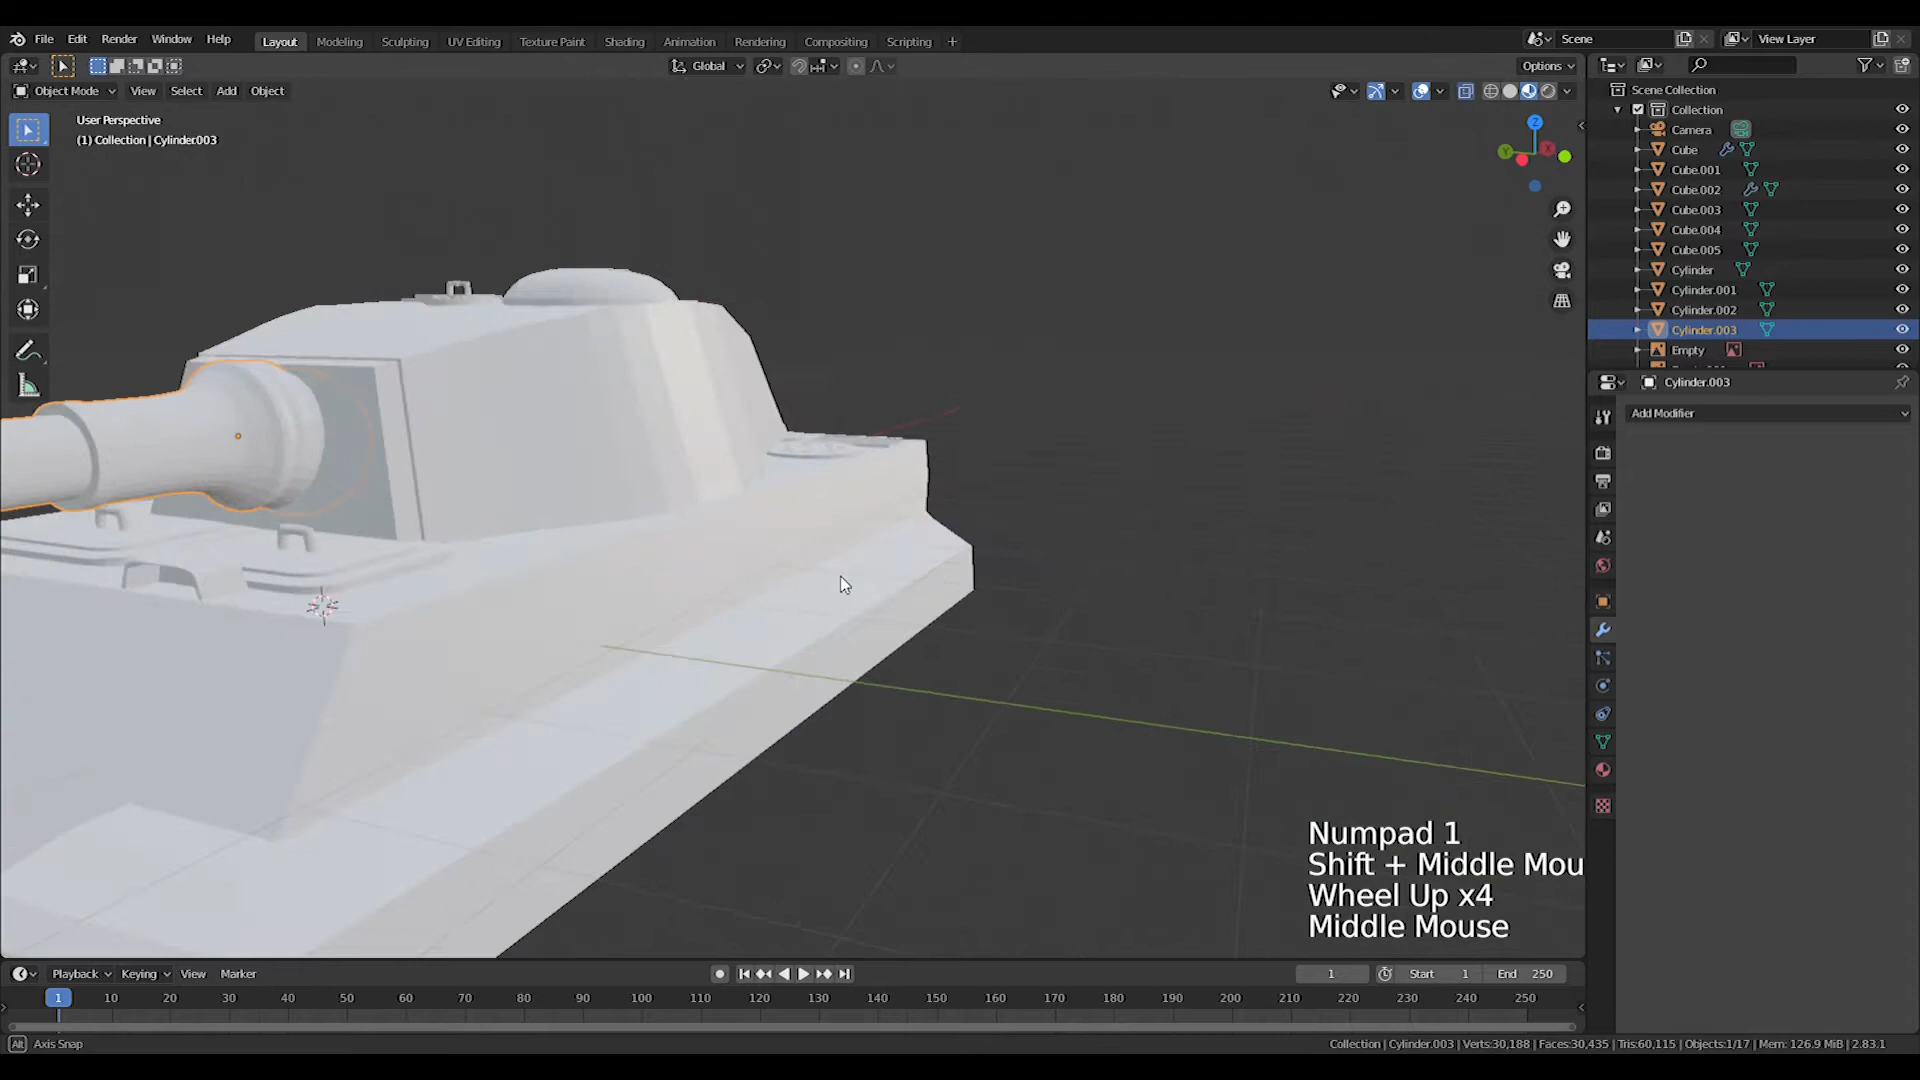 File Edit Render Window Help Layout Modeling Sculpting UV Editing Texture Paint Shading Animation Rendering Compositing Scripting + Scene View Layer
Global Options
Object Mode View Select Add Object
User Perspective
(1) Collection | Cylinder.003
Z
Y
X
Scene Collection
Collection
Camera
Cube
Cube.001
Cube.002
Cube.003
Cube.004
Cube.005
Cylinder
Cylinder.001
Cylinder.002
Cylinder.003
Empty
Cylinder.003
Add Modifier
Numpad 1
Shift + Middle Mou
Wheel Up x4
Middle Mouse
Playback Keying View Marker 1 Start 1 End 250
1 10 20 30 40 50 60 70 80 90 100 110 120 130 140 150 160 170 180 190 200 210 220 230 240 250
Alt Axis Snap Collection | Cylinder.003 | Verts:30,188 | Faces:30,435 | Tris:60,115 | Objects:1/17 | Mem: 126.9 MiB | 2.83.1